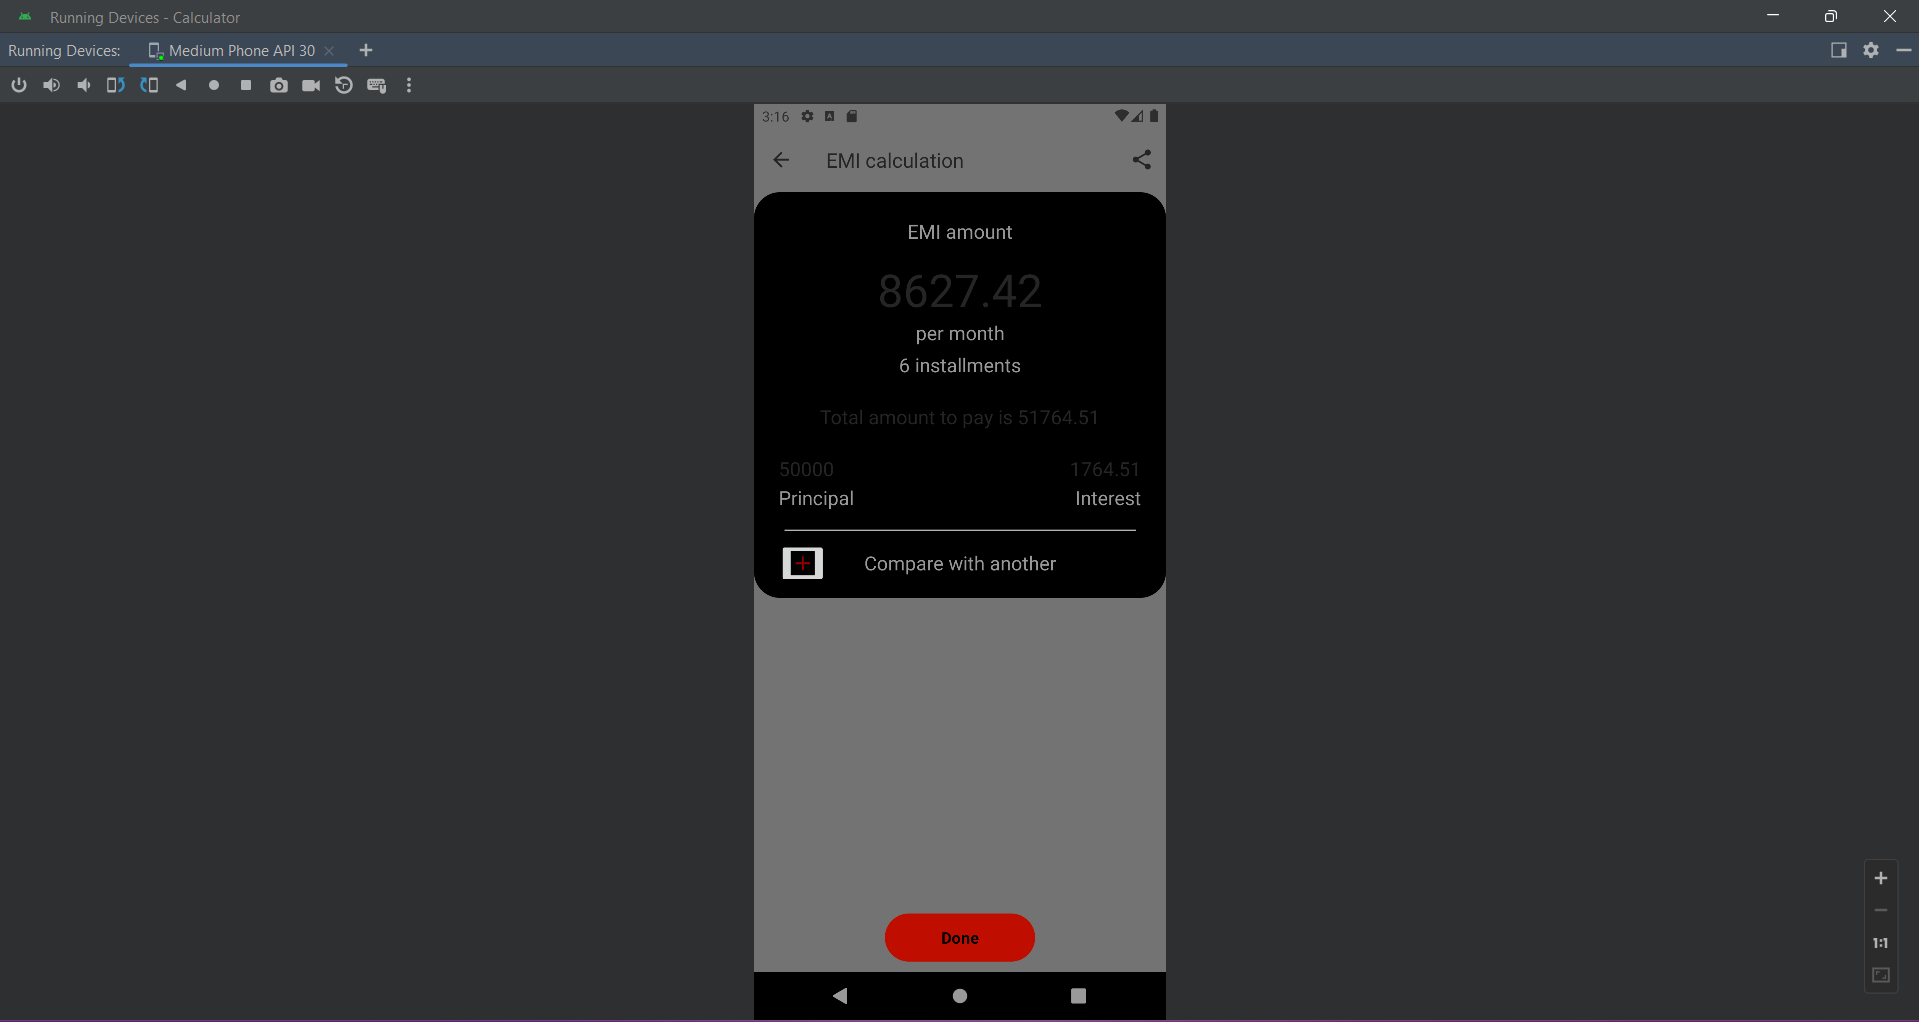 Running Devices - Calculator
Running Devices: Medium Phone API 30
3:16
EMI calculation
EMI amount
8627.42
per month
6 installments
Total amount to pay is 51764.51
50000 1764.51
Principal Interest
Compare with another
Done
1:1